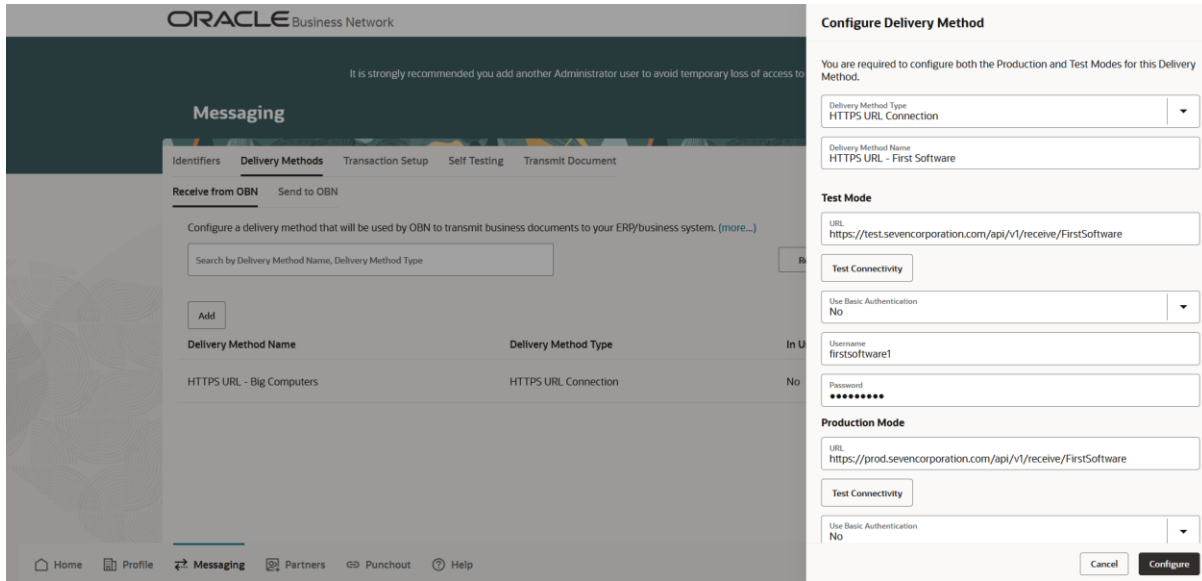 ORACLE Business Network
It is strongly recommended you add another Administrator user to avoid temporary loss of access to
Messaging
Identifiers Delivery Methods Transaction Setup Self Testing Transmit Document
Receive from OBN Send to OBN
Configure a delivery method that will be used by OBN to transmit business documents to your ERP/business system. (more...)
Search by Delivery Method Name, Delivery Method Type
Add
Delivery Method Name Delivery Method Type In U
HTTPS URL - Big Computers HTTPS URL Connection No
Home Profile Messaging Partners Punchout Help
Configure Delivery Method
You are required to configure both the Production and Test Modes for this Delivery
Method.
Delivery Method Type
HTTPS URL Connection
Delivery Method Name
HTTPS URL - First Software
Test Mode
URL
https://test.sevencorporation.com/api/v1/receive/FirstSoftware
Test Connectivity
Use Basic Authentication
No
Username
firstsoftware1
Password
•••••••••
Production Mode
URL
https://prod.sevencorporation.com/api/v1/receive/FirstSoftware
Test Connectivity
Use Basic Authentication
No
Cancel Configure